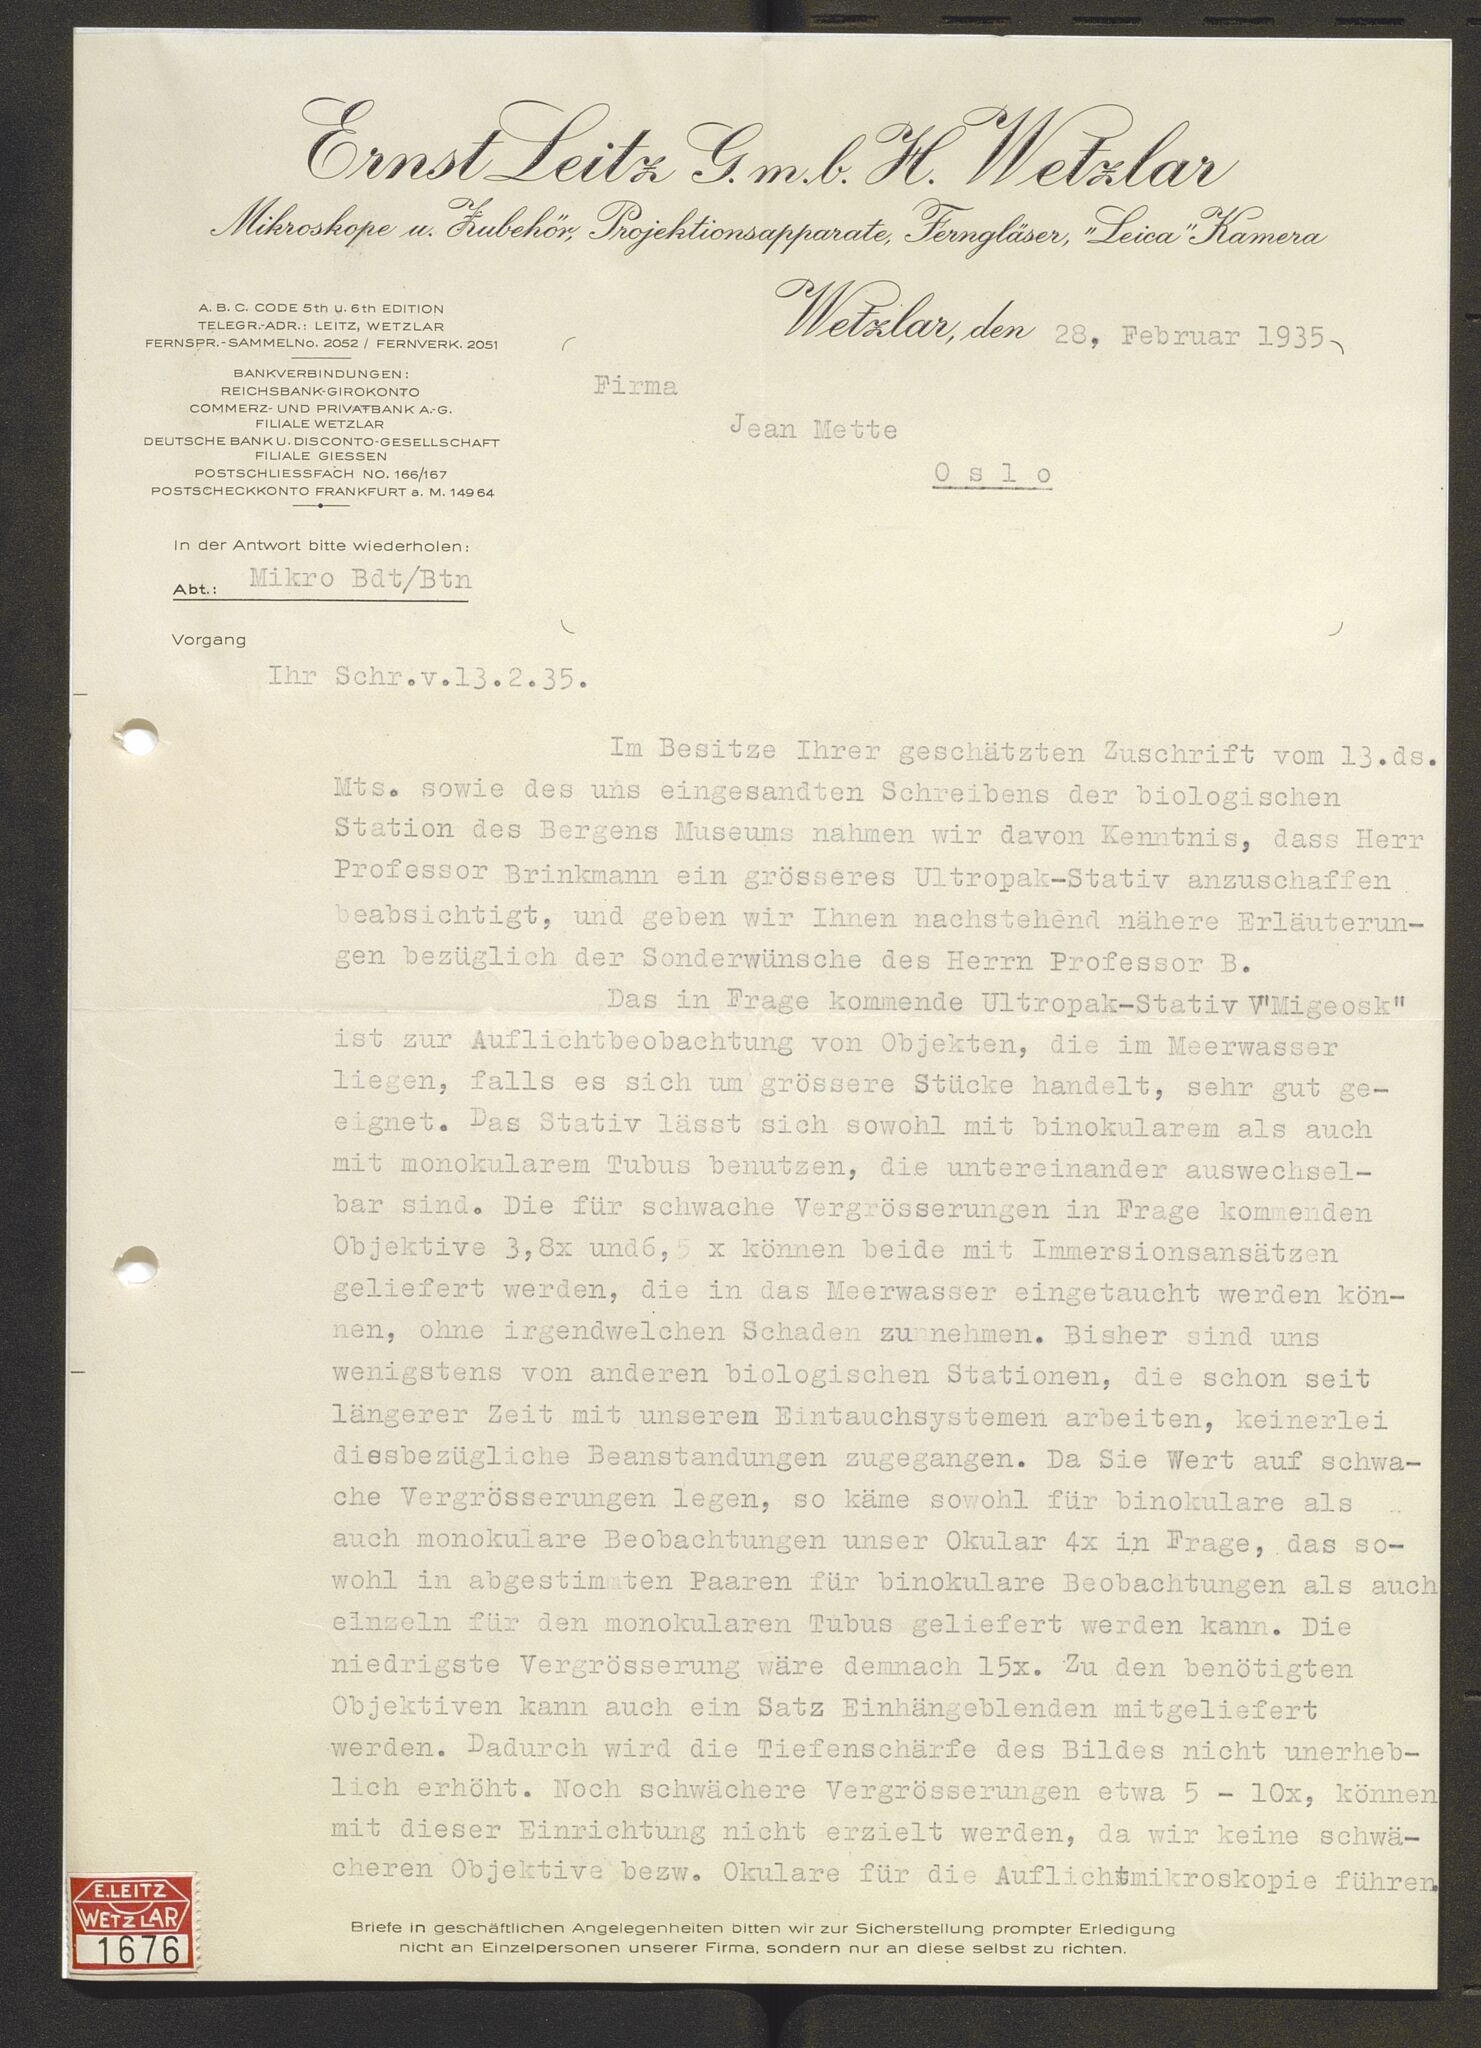 Ernst Leitz G.m.b.H. Wetzlar
Mikroskope u. Zubehör, Projektionsapparate, Ferngläser, "Leica" Kamera
A. B. C. CODE 5th u. 6th EDITION
TELEGR.-ADR.: LEITZ, WETZLAR
FERNSPR.-SAMMELNo. 2052 / FERNVERK. 2051
BANKVERBINDUNGEN:
REICHSBANK-GIROKONTO
COMMERZ- UND PRIVATBANK A.-G.
FILIALE WETZLAR
DEUTSCHE BANK U. DISCONTO-GESELLSCHAFT
FILIALE GIESSEN
POSTSCHLIESSFACH NO. 166/167
POSTSCHECKKONTO FRANKFURT a. M. 14964
Wetzlar, den 28, Februar 1935
Firma
Jean Mette
O s l o
In der Antwort bitte wiederholen:
Abt.: Mikro Bdt/Btn
Vorgang
Ihr Schr.v.13.2.35.
Im Besitze Ihrer geschätzten Zuschrift vom 13.ds.
Mts. sowie des uns eingesandten Schreibens der biologischen
Station des Bergens Museums nahmen wir davon Kenntnis, dass Herr
Professor Brinkmann ein grösseres Ultropak-Stativ anzuschaffen
beabsichtigt, und geben wir Ihnen nachstehend nähere Erläuterun-
gen bezüglich der Sonderwünsche des Herrn Professor B.
Das in Frage kommende Ultropak-Stativ V"Migeosk"
ist zur Auflichtbeobachtung von Objekten, die im Meerwasser
liegen, falls es sich um grössere Stücke handelt, sehr gut ge-
eignet. Das Stativ lässt sich sowohl mit binokularem als auch
mit monokularem Tubus benutzen, die untereinander auswechsel-
bar sind. Die für schwache Vergrösserungen in Frage kommenden
Objektive 3,8x und6,5 x können beide mit Immersionsansätzen
geliefert werden, die in das Meerwasser eingetaucht werden kön-
nen, ohne irgendwelchen Schaden zunnehmen. Bisher sind uns
wenigstens von anderen biologischen Stationen, die schon seit
längerer Zeit mit unseren Eintauchsystemen arbeiten, keinerlei
diesbezügliche Beanstandungen zugegangen. Da Sie Wert auf schwa-
che Vergrösserungen legen, so käme sowohl für binokulare als
auch monokulare Beobachtungen unser Okular 4x in Frage, das so-
wohl in abgestimmten Paaren für binokulare Beobachtungen als auch
einzeln für den monokularen Tubus geliefert werden kann. Die
niedrigste Vergrösserung wäre demnach 15x. Zu den benötigten
Objektiven kann auch ein Satz Einhängeblenden mitgeliefert
werden. Dadurch wird die Tiefenschärfe des Bildes nicht unerheb-
lich erhöht. Noch schwächere Vergrösserungen etwa 5 - 10x, können
mit dieser Einrichtung nicht erzielt werden, da wir keine schwä-
cheren Objektive bezw. Okulare für die Auflichtmikroskopie führen.
E. LEITZ
WETZLAR
1676
Briefe in geschäftlichen Angelegenheiten bitten wir zur Sicherstellung prompter Erledigung
nicht an Einzelpersonen unserer Firma, sondern nur an diese selbst zu richten.